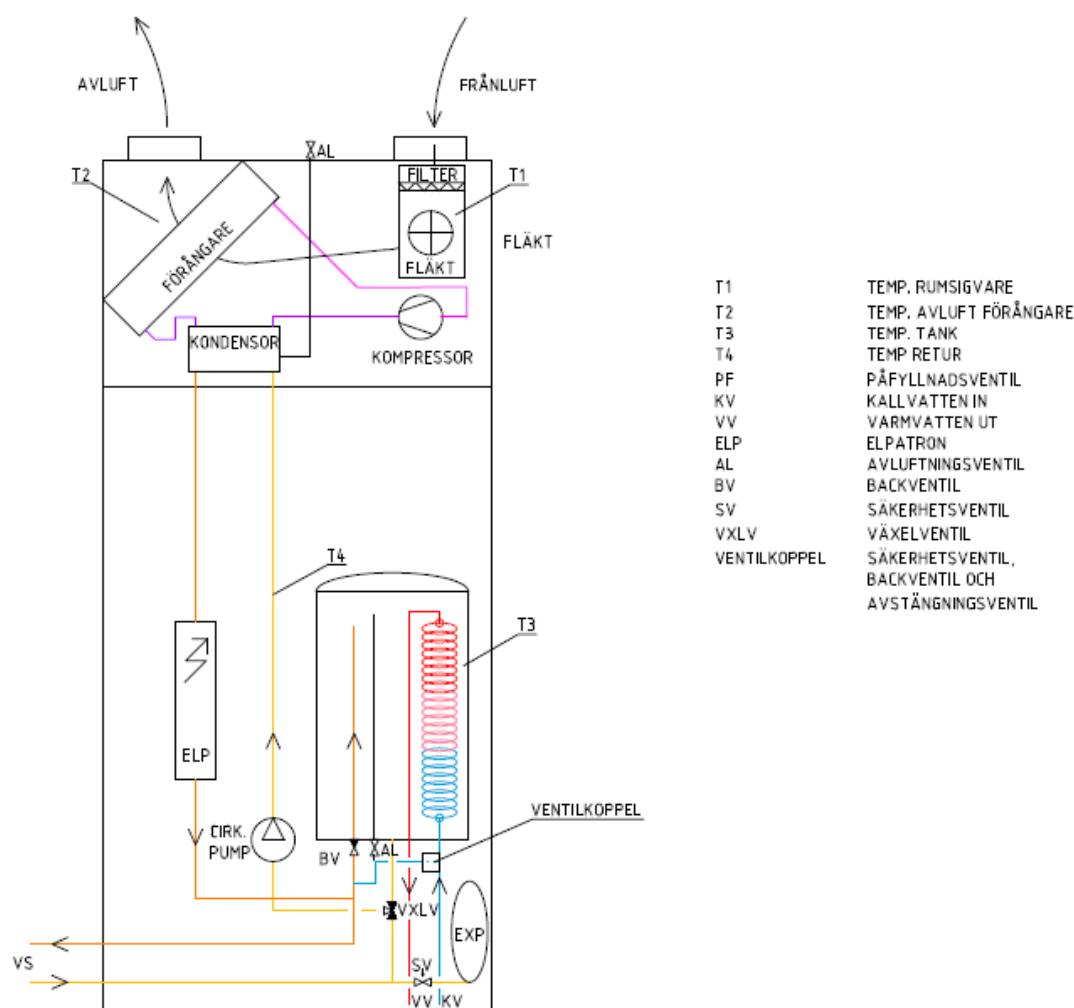 AVLUFT
FRÅNLUFT
AL
T2
FILTER
T1
FÖRÅNGARE
FLÄKT
FLÄKT
KONDENSOR
KOMPRESSOR
T1 TEMP. RUMSIGVARE
T2 TEMP. AVLUFT FÖRÅNGARE
T3 TEMP. TANK
T4 TEMP RETUR
PF PÅFYLLNADSVENTIL
KV KALLVATTEN IN
VV VARMVATTEN UT
ELP ELPATRON
AL AVLUFTNINGSVENTIL
BV BACKVENTIL
SV SÄKERHETSVENTIL
VXLV VÄXELVENTIL
VENTILKOPPEL SÄKERHETSVENTIL,
BACKVENTIL OCH
AVSTÄNGNINGSVENTIL
T4
T3
ELP
VENTILKOPPEL
CIRK.
PUMP
BV
AL
VXLV
EXP
VS
SV
VV KV